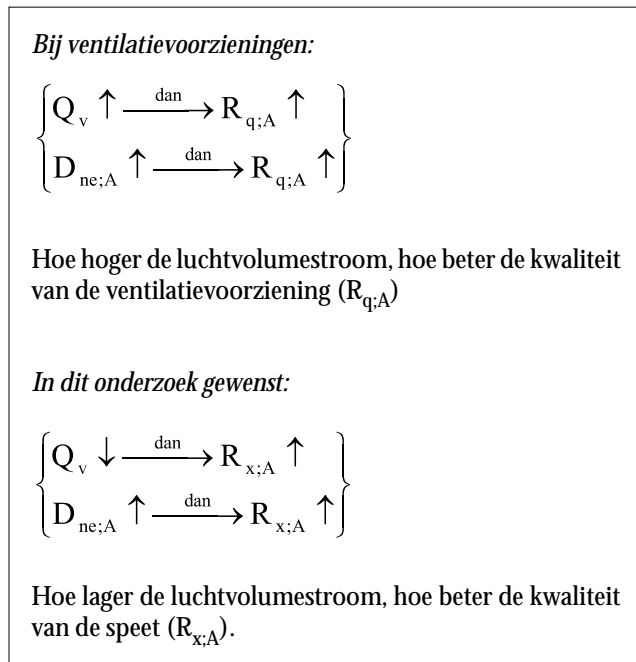 Bij ventilatievoorzieningen:
Q_v ↑ —dan→ R_q;A ↑
D_ne;A ↑ —dan→ R_q;A ↑
Hoe hoger de luchtvolumestroom, hoe beter de kwaliteit
van de ventilatievoorziening (R_q;A)
In dit onderzoek gewenst:
Q_v ↓ —dan→ R_x;A ↑
D_ne;A ↑ —dan→ R_x;A ↑
Hoe lager de luchtvolumestroom, hoe beter de kwaliteit
van de speet (R_x;A).